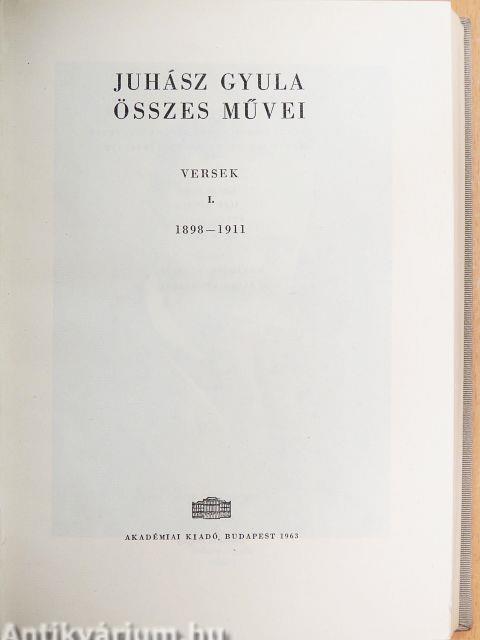 JUHÁSZ GYULA
ÖSSZES MŰVEI
VERSEK
I.
1898–1911
AKADÉMIAI KIADÓ, BUDAPEST 1963
Antikvárium.hu